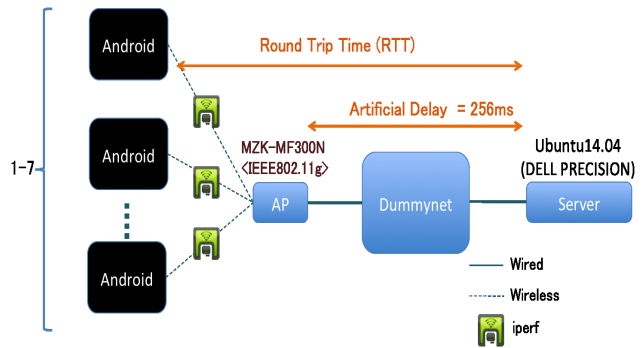 Android
Round Trip Time (RTT)
Artificial Delay = 256ms
MZK-MF300N
<IEEE802.11g>
Ubuntu14.04
(DELL PRECISION)
1-7
Android
AP
Dummynet
Server
Android
Wired
Wireless
iperf